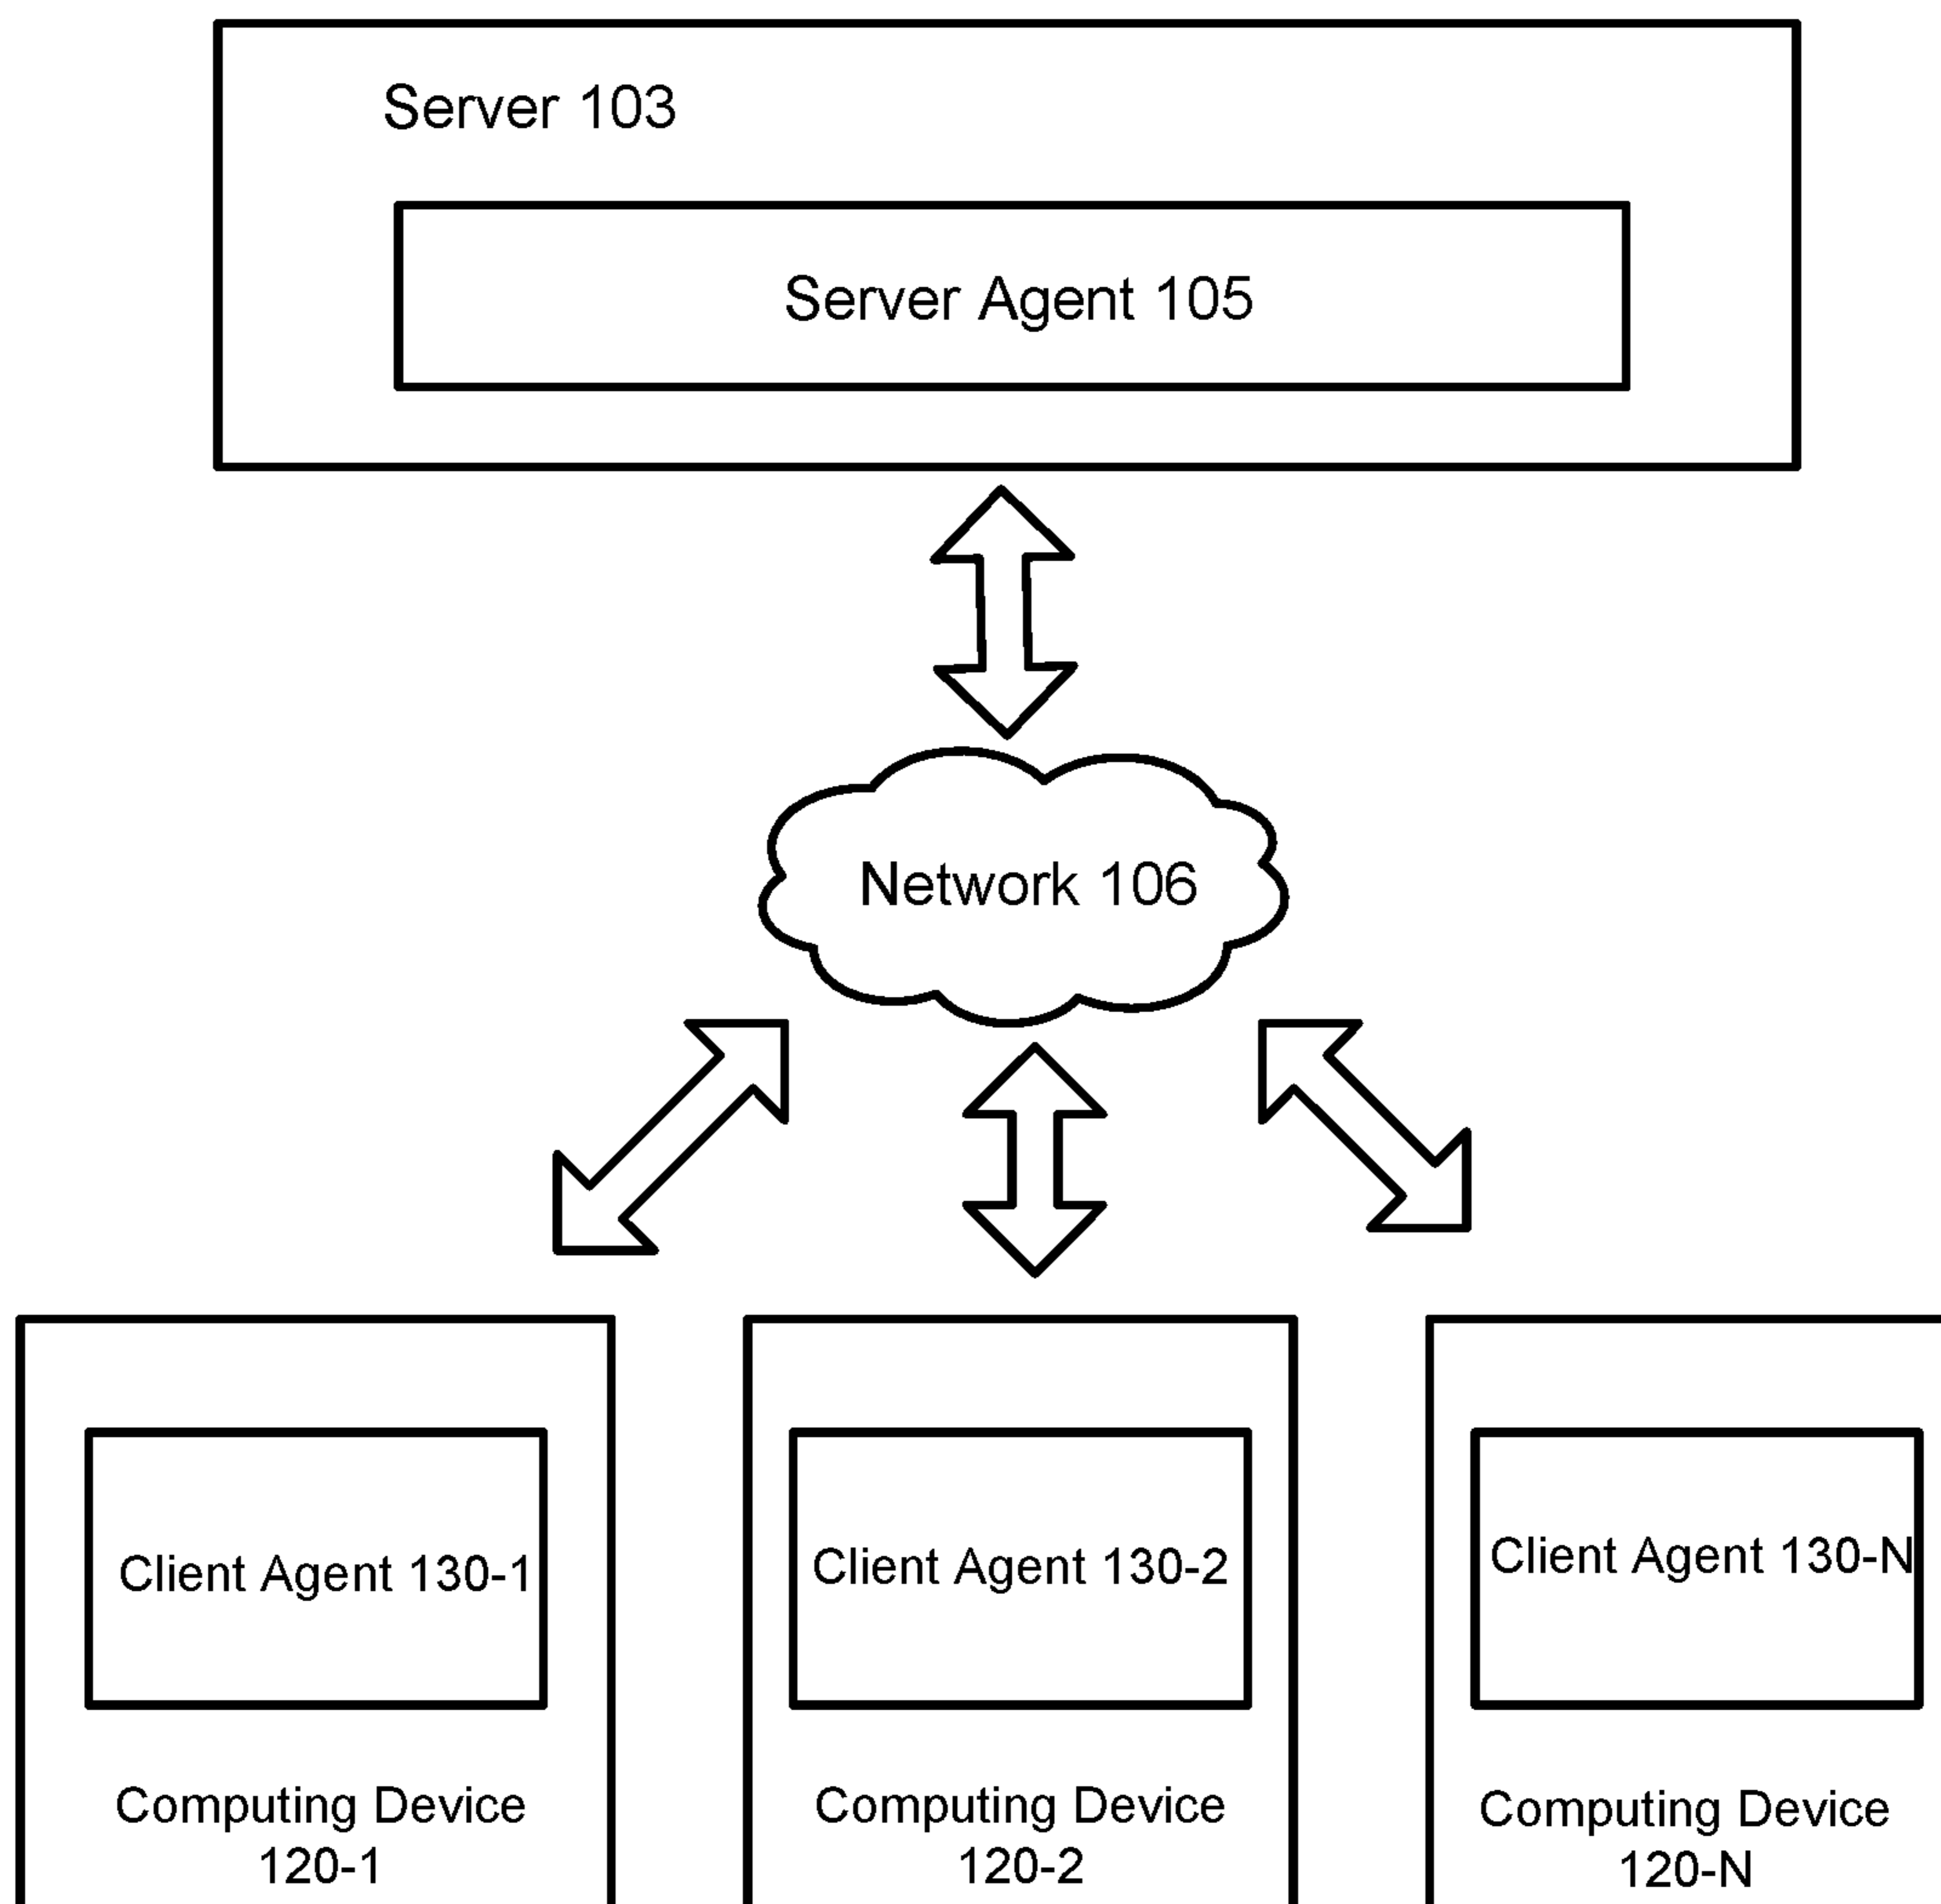 Server 103
Server Agent 105
Network 106
Client Agent 130-1
Client Agent 130-2
Client Agent 130-N
Computing Device
120-1
Computing Device
120-2
Computing Device
120-N